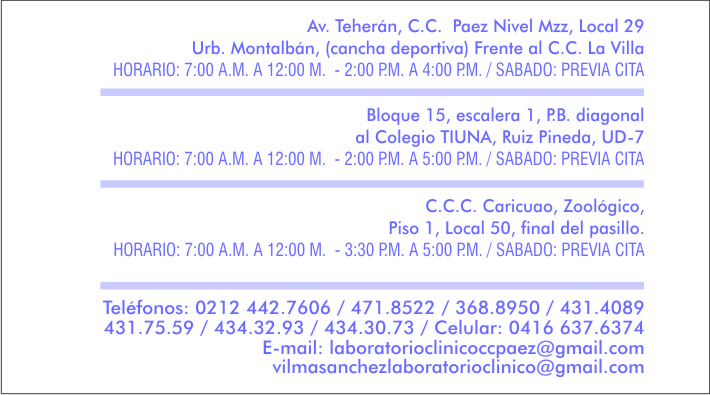 Av. Teherán, C.C.  Paez Nivel Mzz, Local 29
Urb. Montalbán, (cancha deportiva) Frente al C.C. La Villa
HORARIO: 7:00 A.M. A 12:00 M.  - 2:00 P.M. A 4:00 P.M. / SABADO: PREVIA CITA
Bloque 15, escalera 1, P.B. diagonal
al Colegio TIUNA, Ruiz Pineda, UD-7
HORARIO: 7:00 A.M. A 12:00 M.  - 2:00 P.M. A 5:00 P.M. / SABADO: PREVIA CITA
C.C.C. Caricuao, Zoológico,
Piso 1, Local 50, final del pasillo.
HORARIO: 7:00 A.M. A 12:00 M.  - 3:30 P.M. A 5:00 P.M. / SABADO: PREVIA CITA
Teléfonos: 0212 442.7606 / 471.8522 / 368.8950 / 431.4089
431.75.59 / 434.32.93 / 434.30.73 / Celular: 0416 637.6374
E-mail: laboratorioclinicoccpaez@gmail.com
vilmasanchezlaboratorioclinico@gmail.com